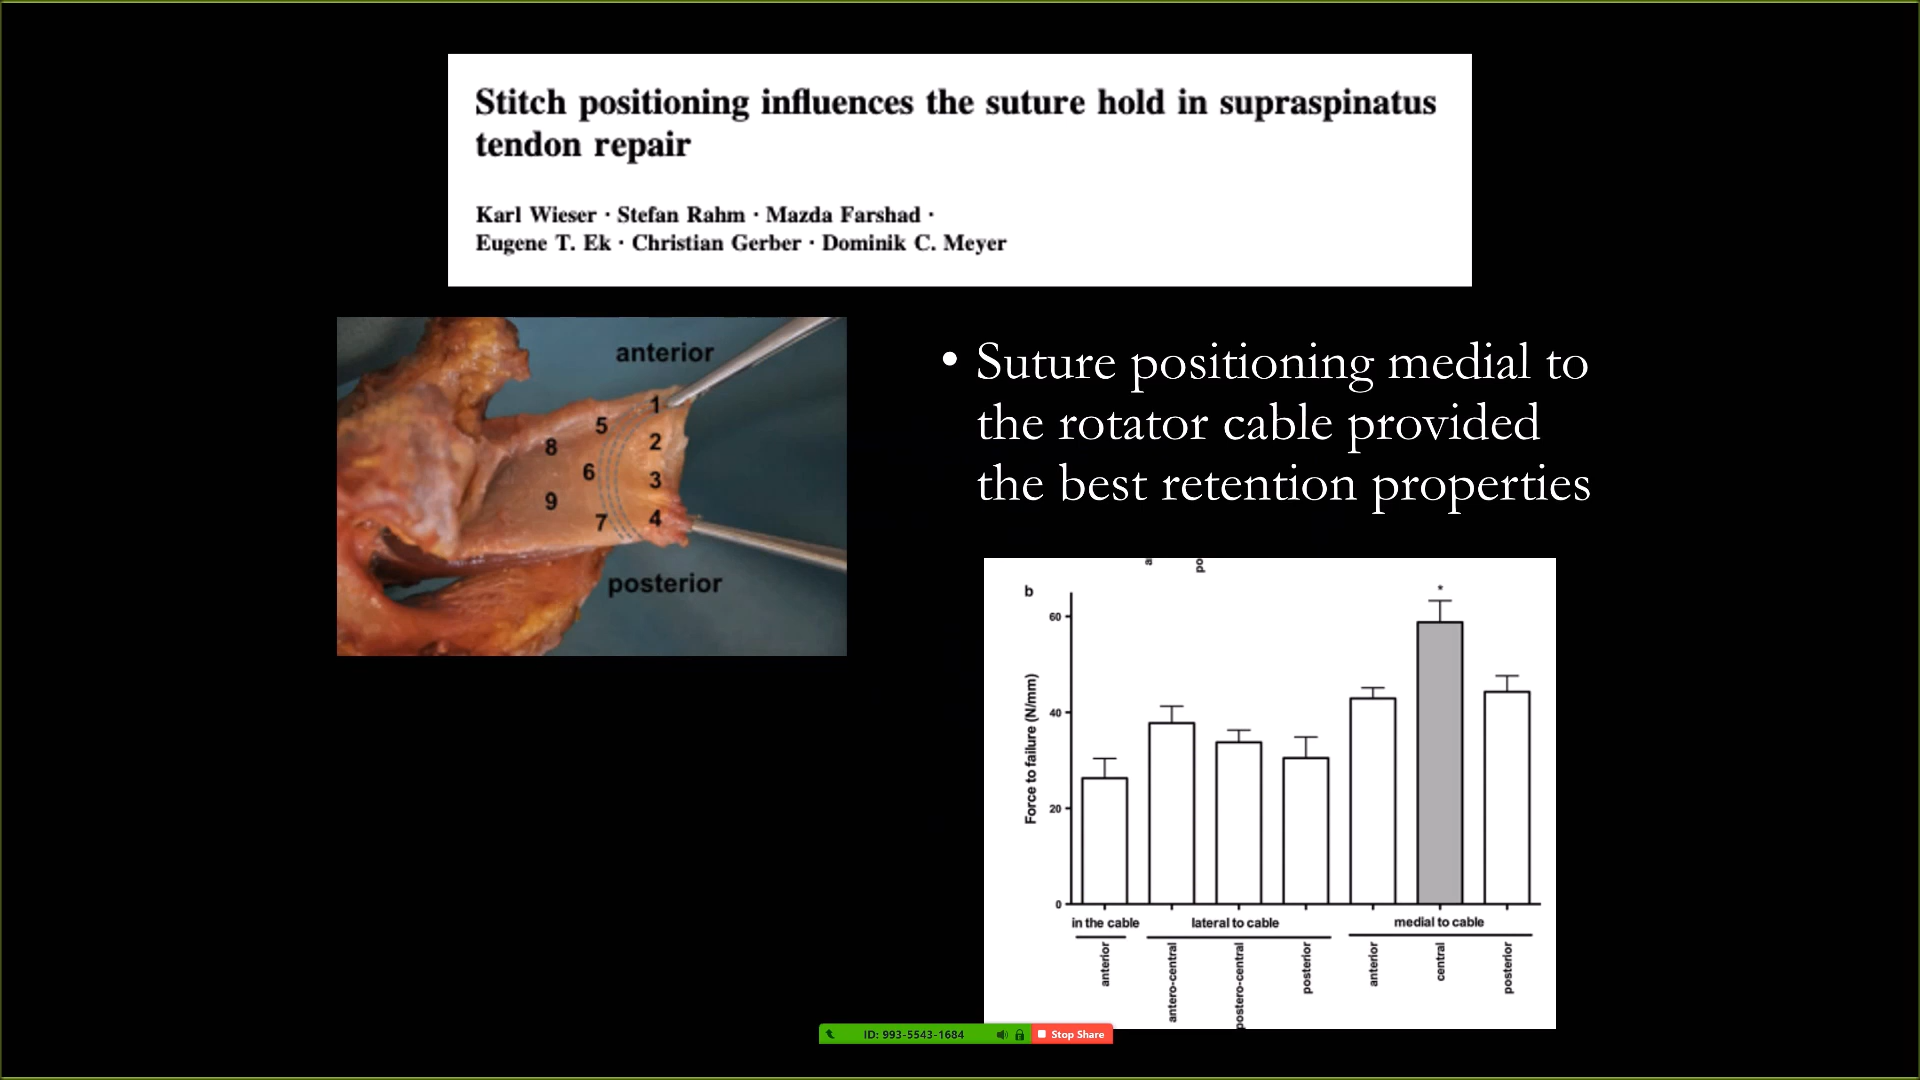 Stitch positioning influences the suture hold in supraspinatus
tendon repair
Karl Wieser · Stefan Rahm · Mazda Farshad ·
Eugene T. Ek · Christian Gerber · Dominik C. Meyer
anterior
1
5
2
8
6
3
9
7
4
posterior
• Suture positioning medial to
the rotator cable provided
the best retention properties
b
*
60
40
20
0
Force to failure (N/mm)
in the cable
lateral to cable
medial to cable
anterior
antero-central
postero-central
posterior
anterior
central
posterior
ID: 993-5543-1684
Stop Share